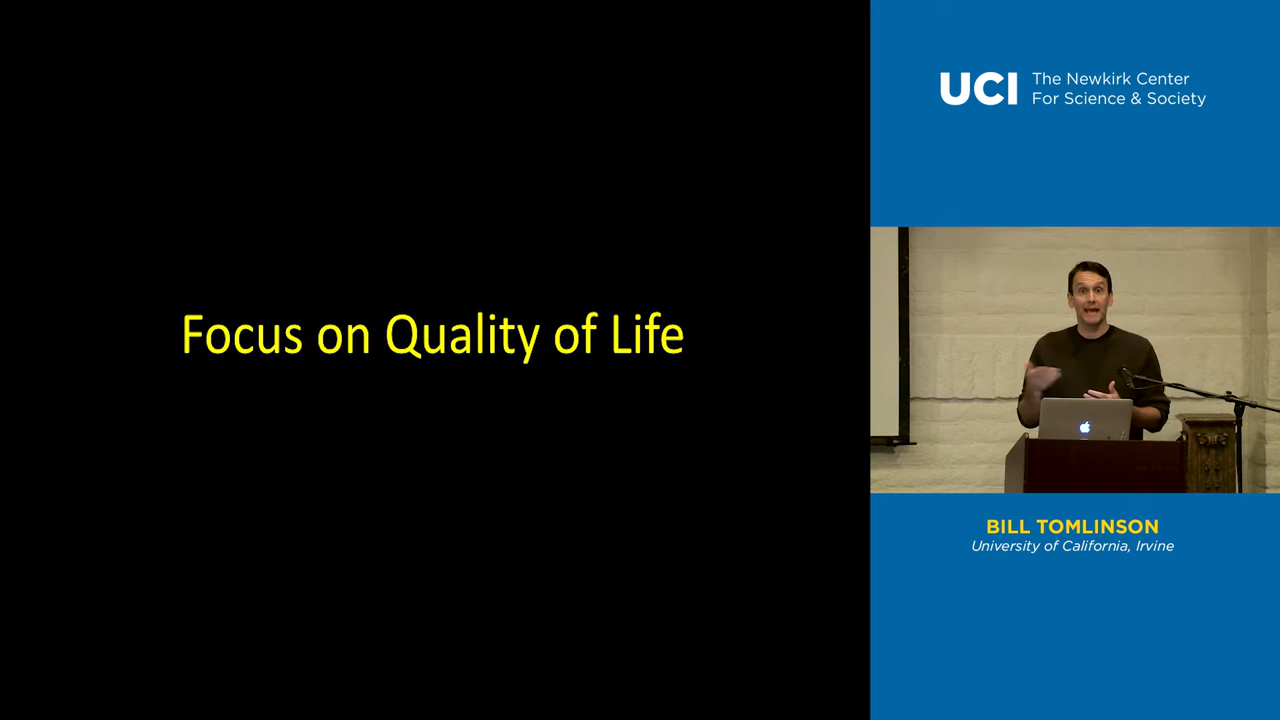 Focus on Quality of Life
UCI
The Newkirk Center
For Science & Society
BILL TOMLINSON
University of California, Irvine